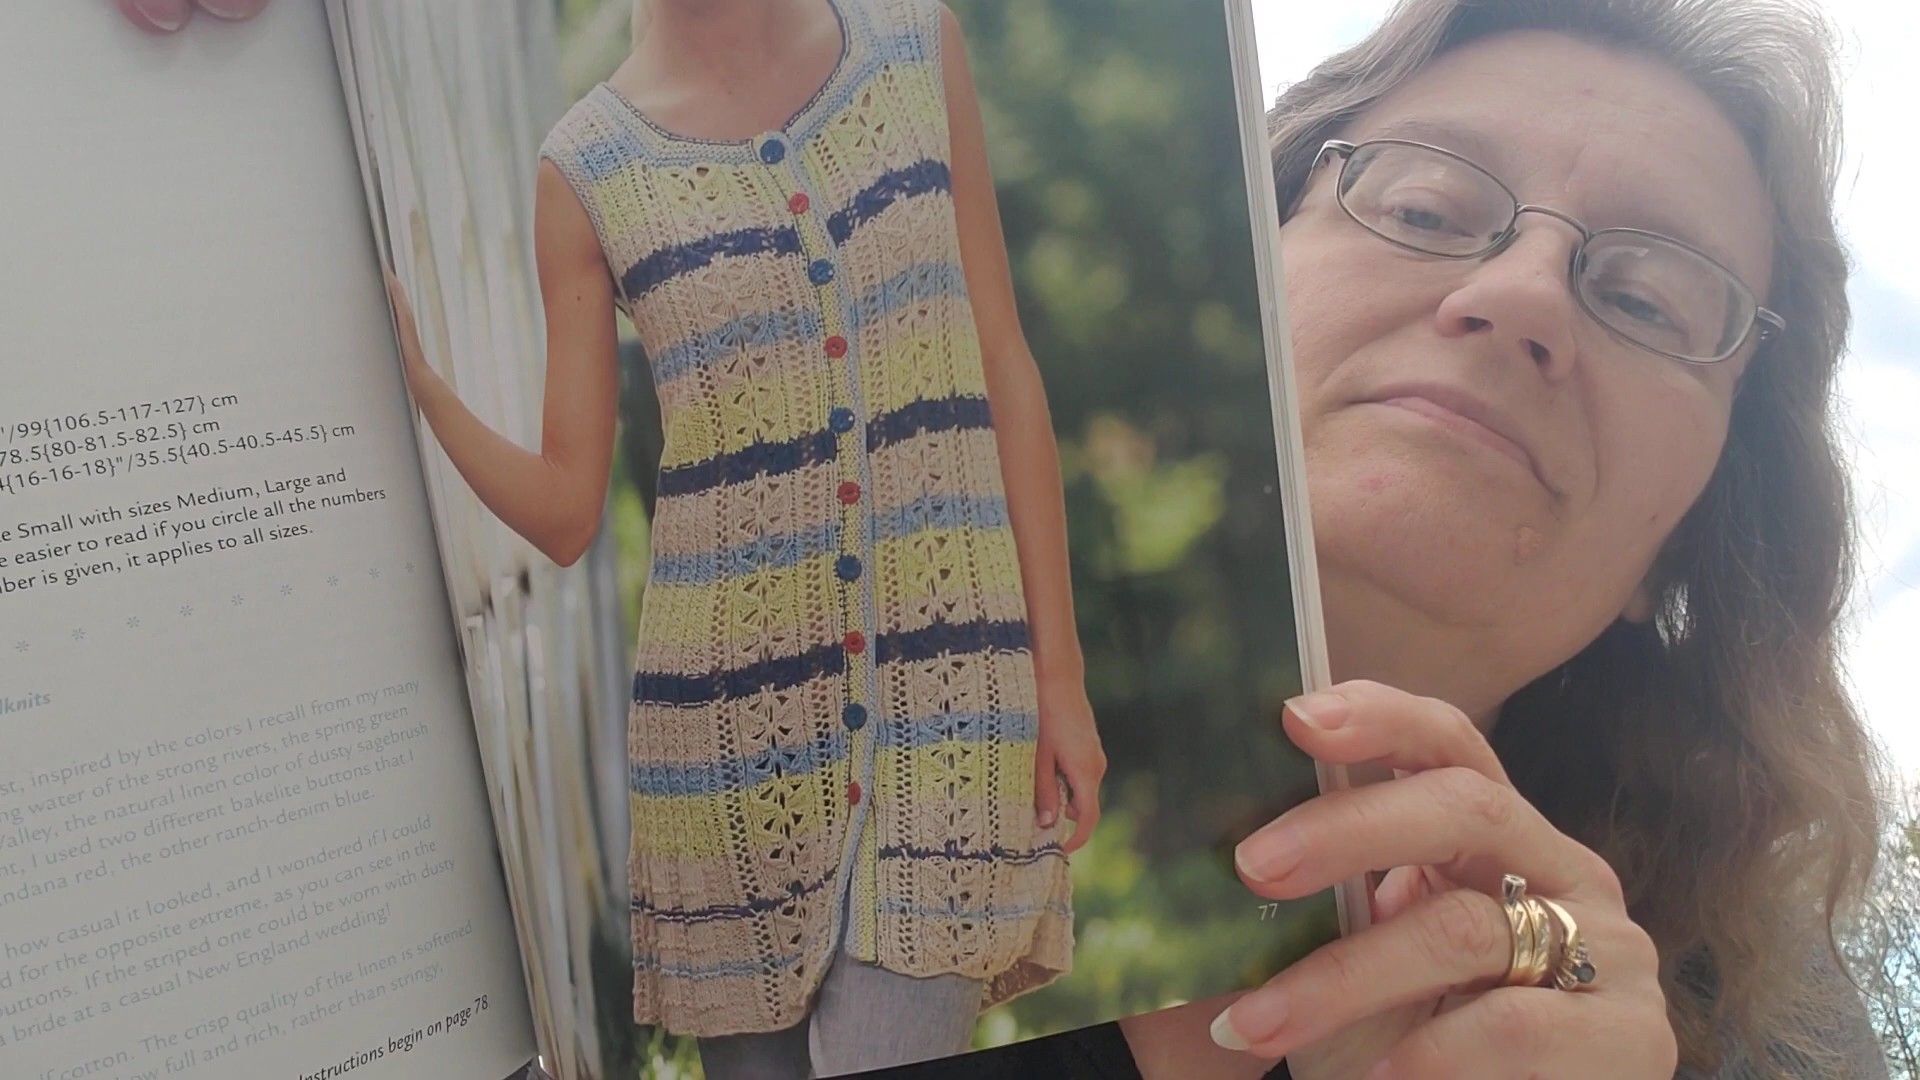 "/99{106.5-117-127} cm
78.5{80-81.5-82.5} cm
{16-16-18}"/35.5{40.5-40.5-45.5} cm
e Small with sizes Medium, Large and
e easier to read if you circle all the numbers
ber is given, it applies to all sizes.
* * * * * *
* * *
knits
st, inspired by the colors I recall from my many
ng water of the strong rivers, the spring green
Valley, the natural linen color of dusty sagebrush
nt, I used two different bakelite buttons that I
ndana red, the other ranch-denim blue.
how casual it looked, and I wondered if I could
d for the opposite extreme, as you can see in the
uttons. If the striped one could be worn with dusty
a bride at a casual New England wedding!
lf cotton. The crisp quality of the linen is softened
ow full and rich, rather than stringy,
Instructions begin on page 78
77